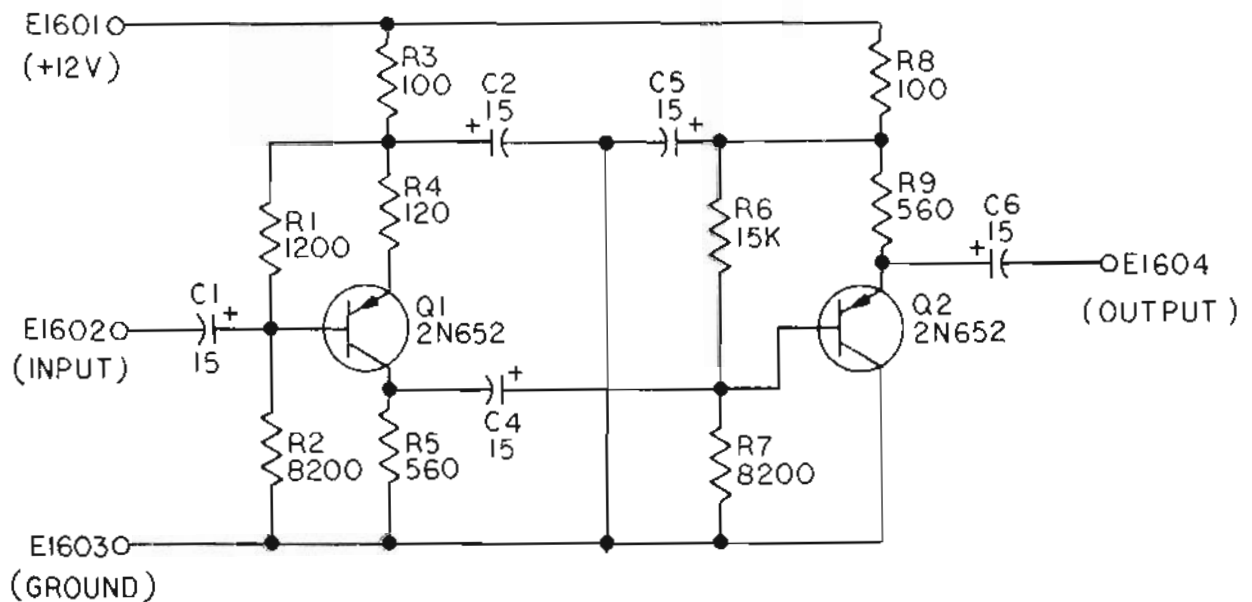 E1601
(+12V)
R3
100
C2
15
+
C5
15
+
R8
100
R4
120
R1
1200
R6
15K
R9
560
C6
15
+
E1604
(OUTPUT)
C1
+
15
E1602
(INPUT)
Q1
2N652
Q2
2N652
+
C4
15
R2
8200
R5
560
R7
8200
E1603
(GROUND)